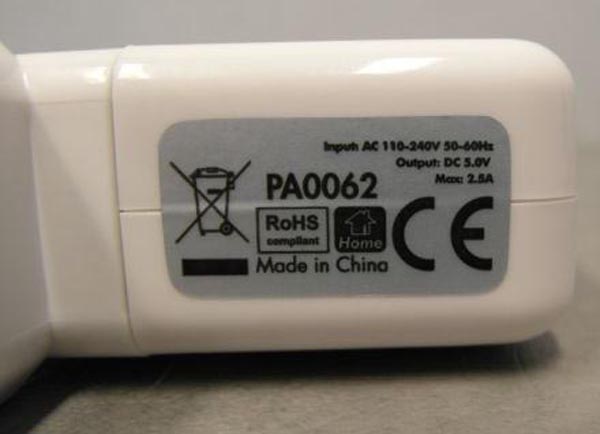 Input: AC 110-240V 50-60Hz
Output: DC 5.0V
Max: 2.5A
PA0062
RoHS
compliant
Home
CE
Made in China